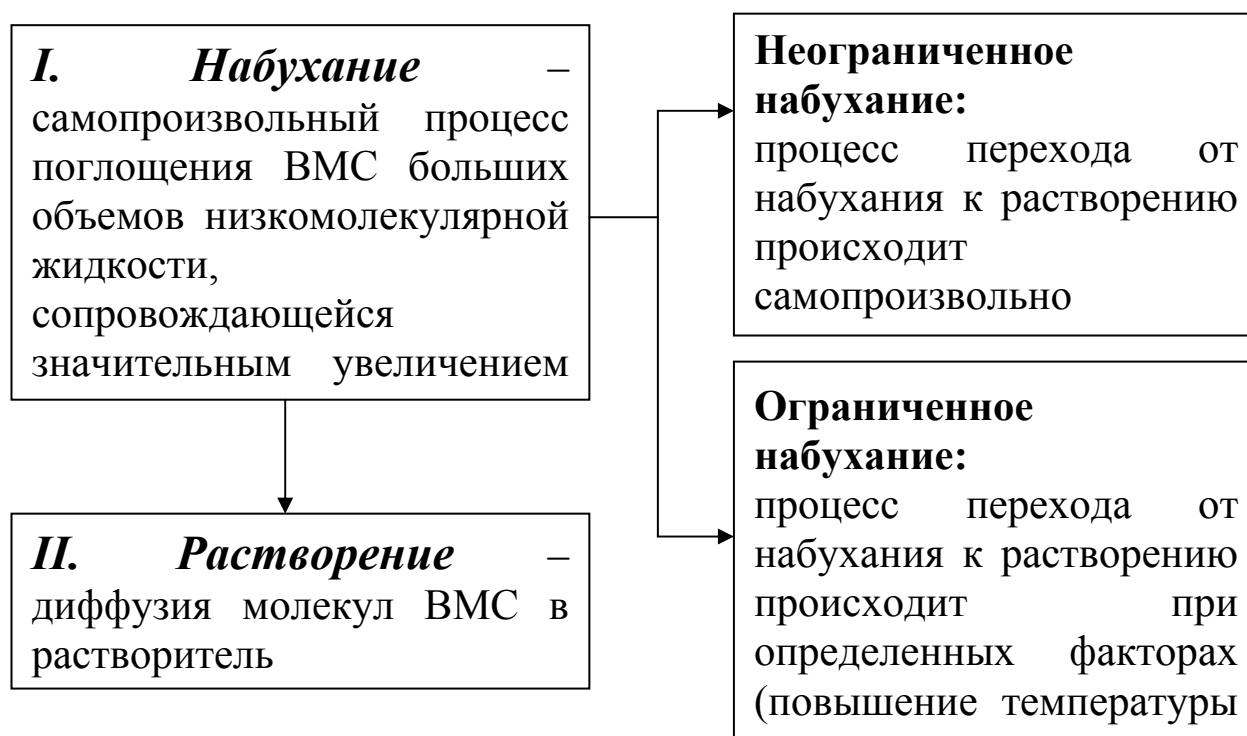 I. Набухание –
самопроизвольный процесс
поглощения ВМС больших
объемов низкомолекулярной
жидкости,
сопровождающейся
значительным увеличением
II. Растворение –
диффузия молекул ВМС в
растворитель
Неограниченное
набухание:
процесс перехода от
набухания к растворению
происходит
самопроизвольно
Ограниченное
набухание:
процесс перехода от
набухания к растворению
происходит при
определенных факторах
(повышение температуры